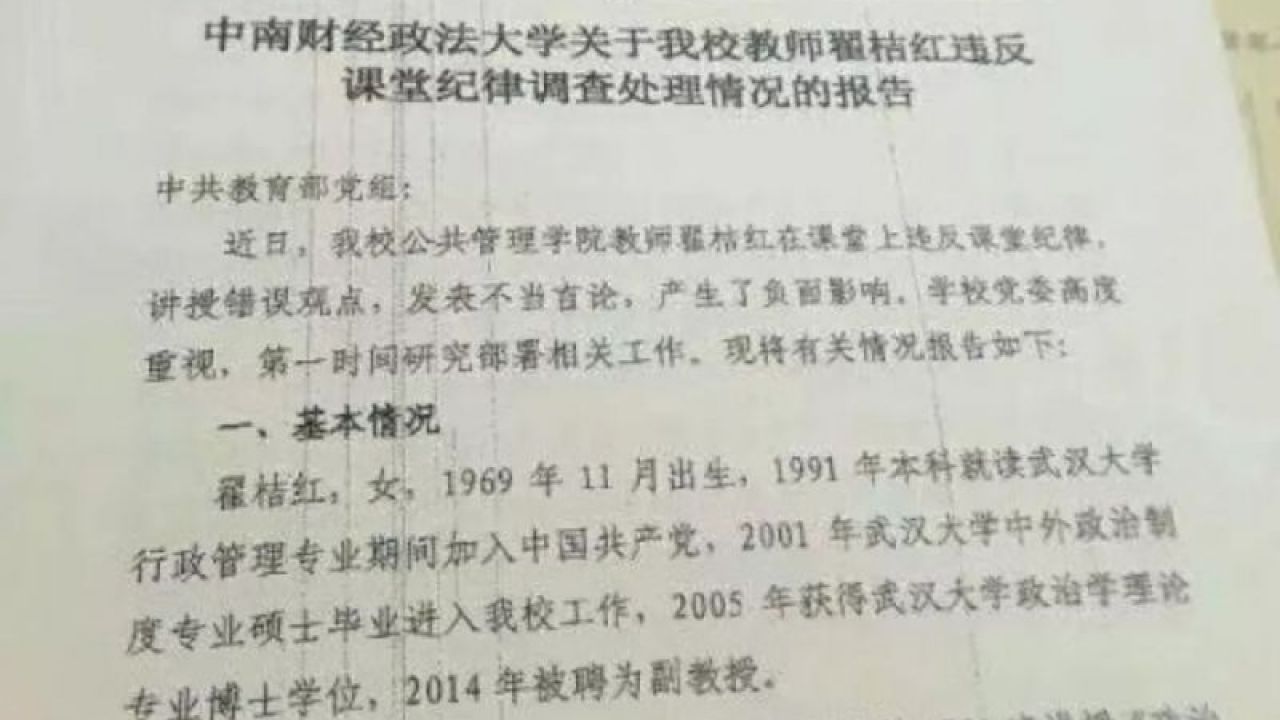 中南财经政法大学关于我校教师翟桔红违反
课堂纪律调查处理情况的报告
中共教育部党组：
近日，我校公共管理学院教师翟桔红在课堂上违反课堂纪律，
讲授错误观点，发表不当言论，产生了负面影响。学校党委高度
重视，第一时间研究部署相关工作。现将有关情况报告如下：
一、基本情况
翟桔红，女，1969 年 11 月出生，1991 年本科就读武汉大学
行政管理专业期间加入中国共产党，2001 年武汉大学中外政治制
度专业硕士毕业进入我校工作，2005 年获得武汉大学政治学理论
专业博士学位，2014 年被聘为副教授。